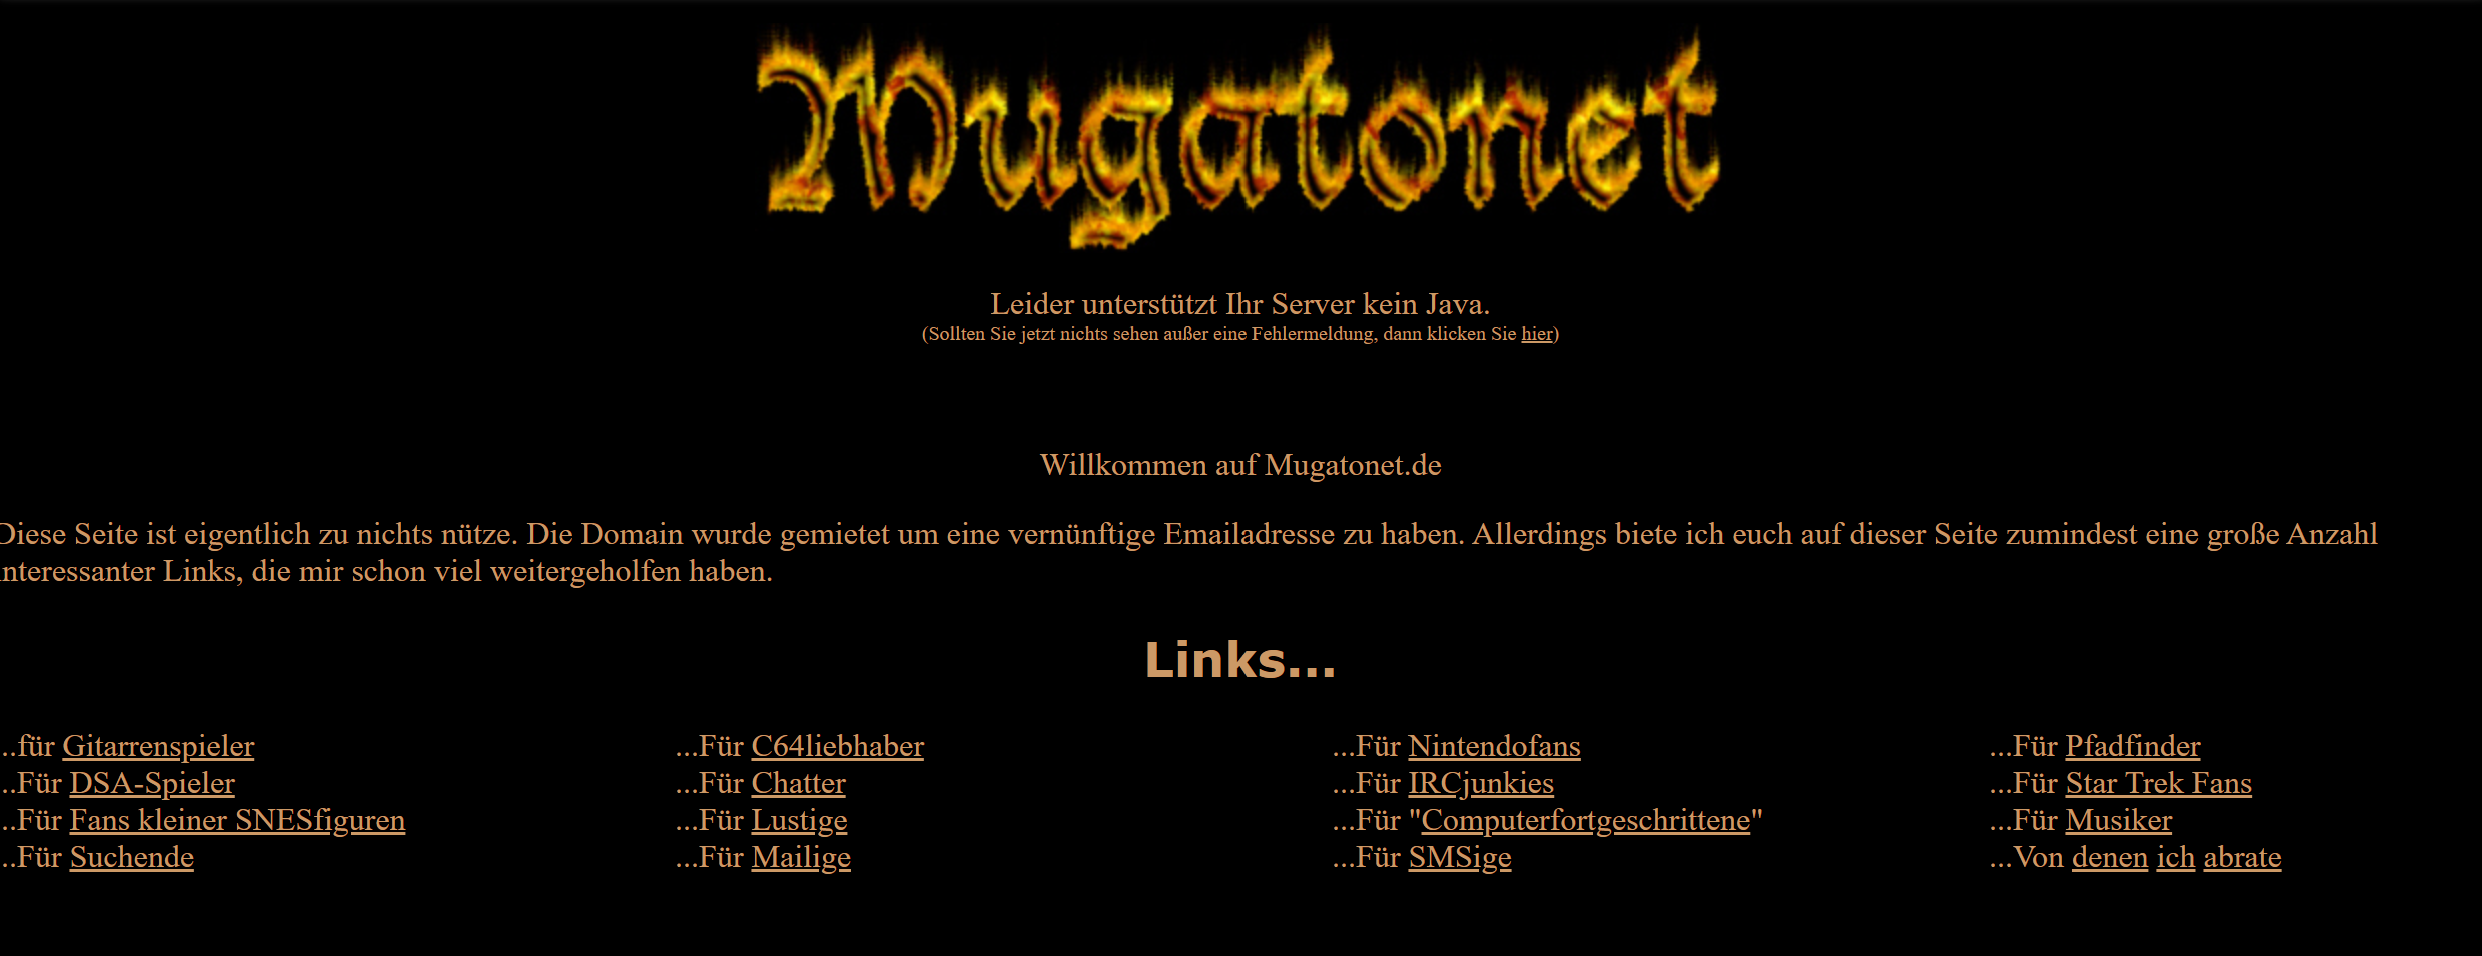 Mugatonet
Leider unterstützt Ihr Server kein Java.
(Sollten Sie jetzt nichts sehen außer eine Fehlermeldung, dann klicken Sie hier)
Willkommen auf Mugatonet.de
Diese Seite ist eigentlich zu nichts nütze. Die Domain wurde gemietet um eine vernünftige Emailadresse zu haben. Allerdings biete ich euch auf dieser Seite zumindest eine große Anzahl
interessanter Links, die mir schon viel weitergeholfen haben.
Links...
...für Gitarrenspieler ...Für C64liebhaber ...Für Nintendofans ...Für Pfadfinder
...Für DSA-Spieler ...Für Chatter ...Für IRCjunkies ...Für Star Trek Fans
...Für Fans kleiner SNESfiguren ...Für Lustige ...Für "Computerfortgeschrittene" ...Für Musiker
...Für Suchende ...Für Mailige ...Für SMSige ...Von denen ich abrate